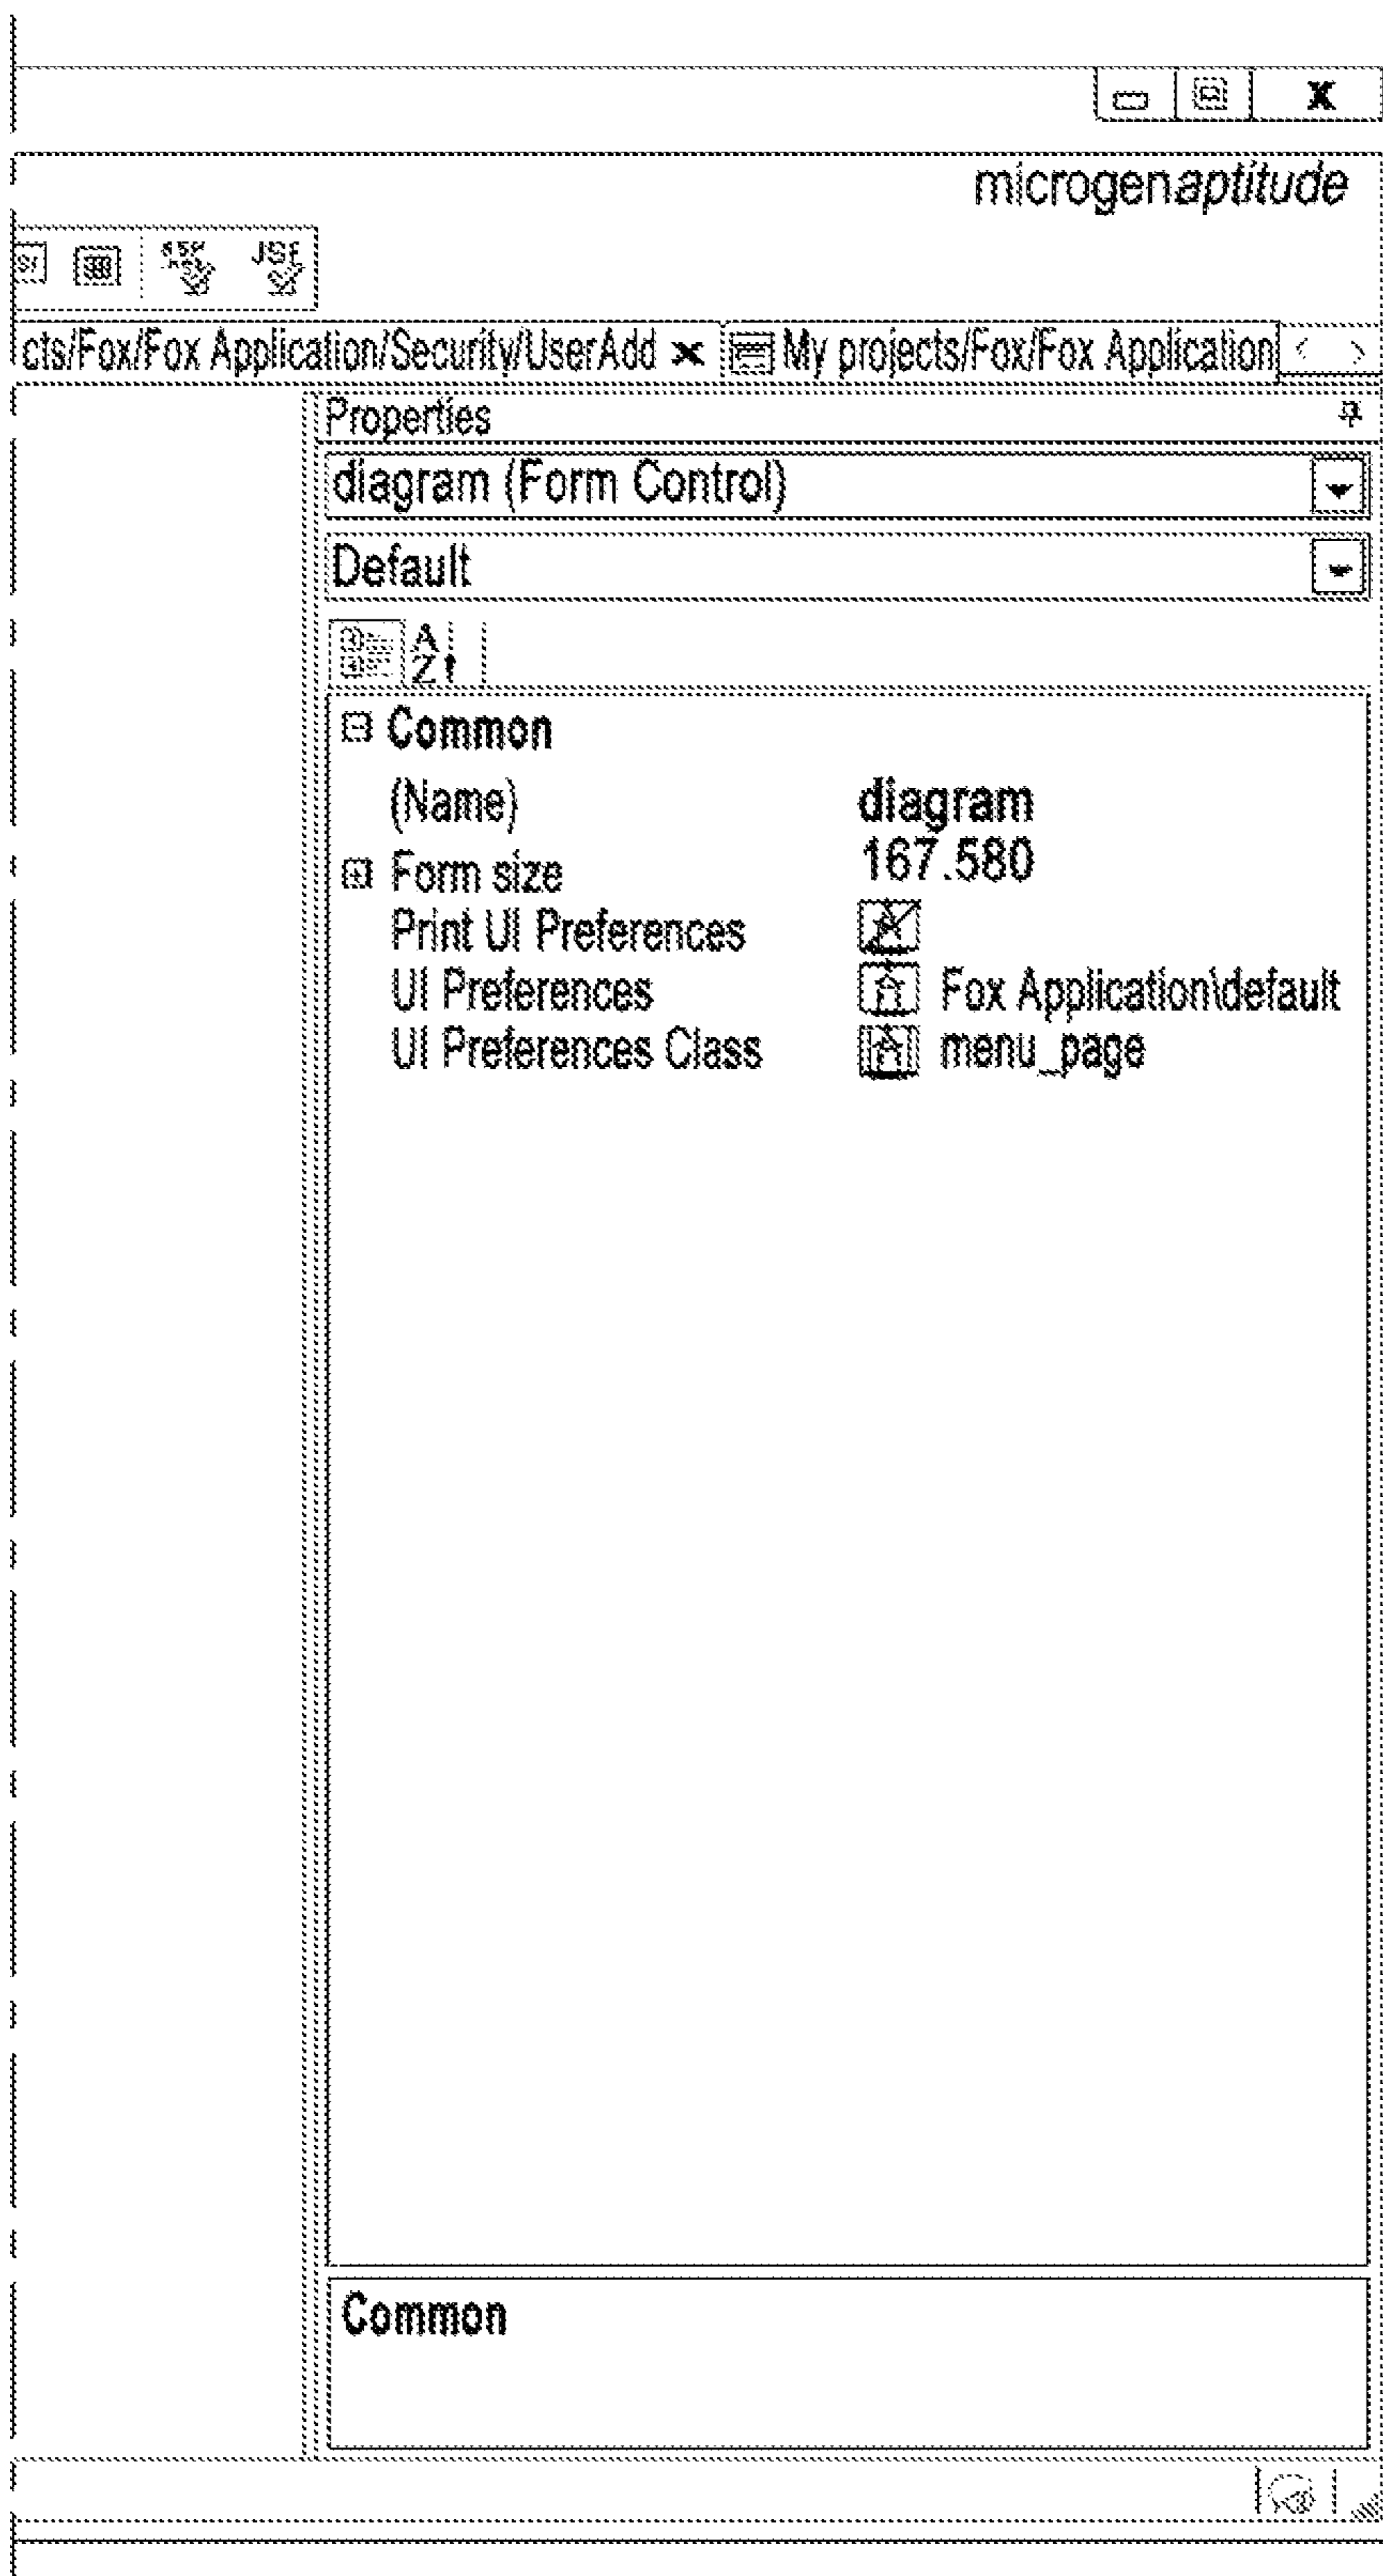 microgenaptitude
JSF
cts/Fox/Fox Application/Security/UserAdd × My projects/Fox/Fox Application < >
Properties
diagram (Form Control)
Default
A
Z
Common
(Name) diagram
Form size 167.580
Print UI Preferences
UI Preferences Fox Application\default
UI Preferences Class menu_page
Common